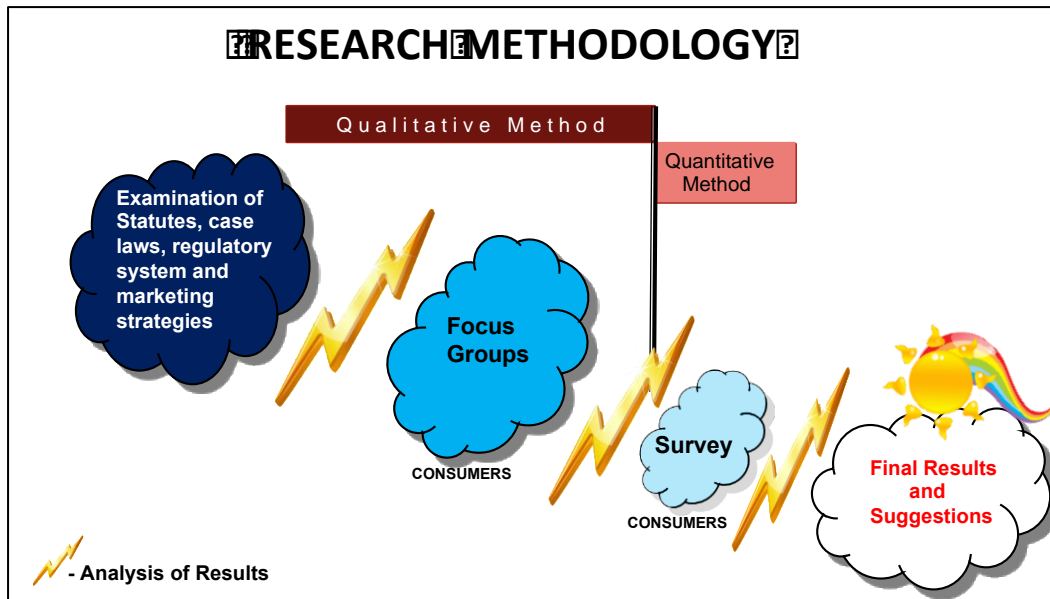 RESEARCH METHODOLOGY
Qualitative Method
Quantitative
Method
Examination of
Statutes, case
laws, regulatory
system and
marketing
strategies
Focus
Groups
CONSUMERS
Survey
CONSUMERS
Final Results
and
Suggestions
- Analysis of Results